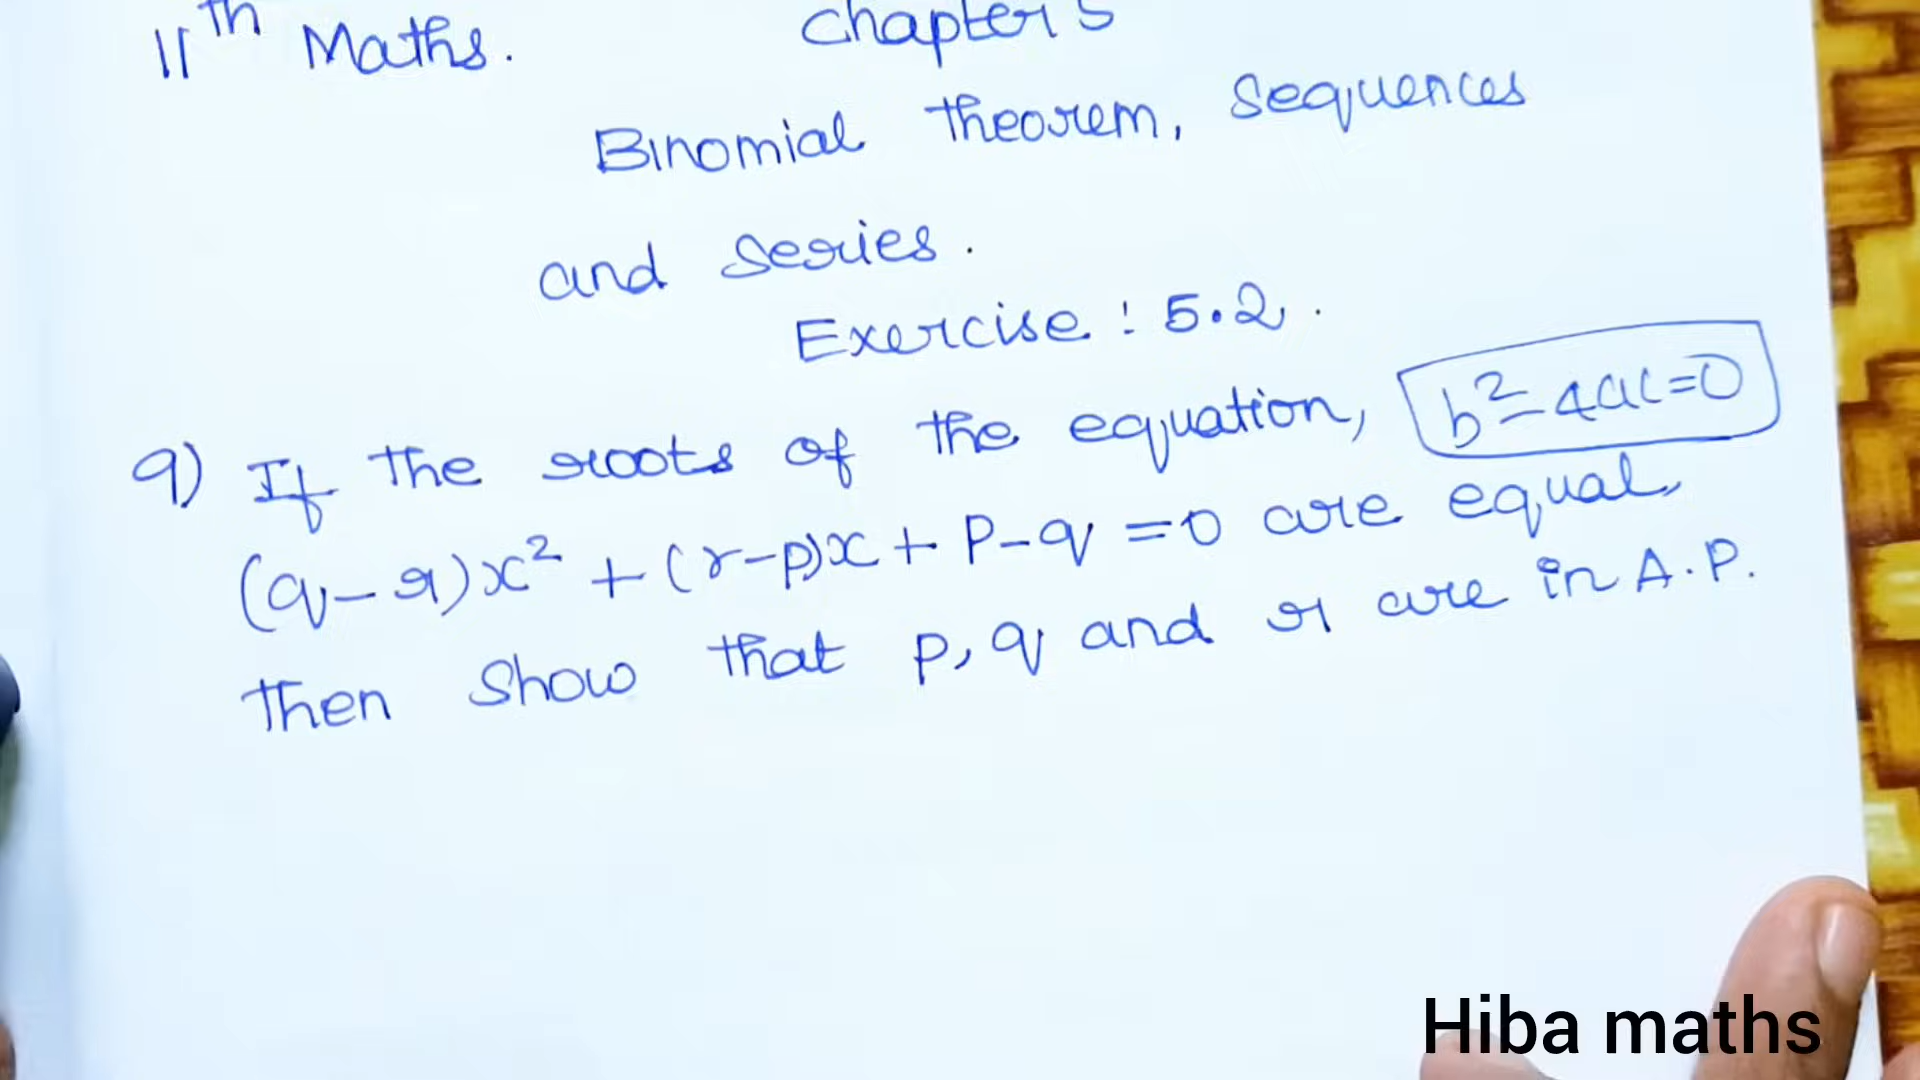 11th Maths. Chapter 5
Binomial theorem, sequences
and series.
Exercise : 5.2.
9) If the roots of the equation, b²-4ac=0
(q-r)x² + (r-p)x + p-q = 0 are equal,
then show that p, q and r are in A.P.
Hiba maths